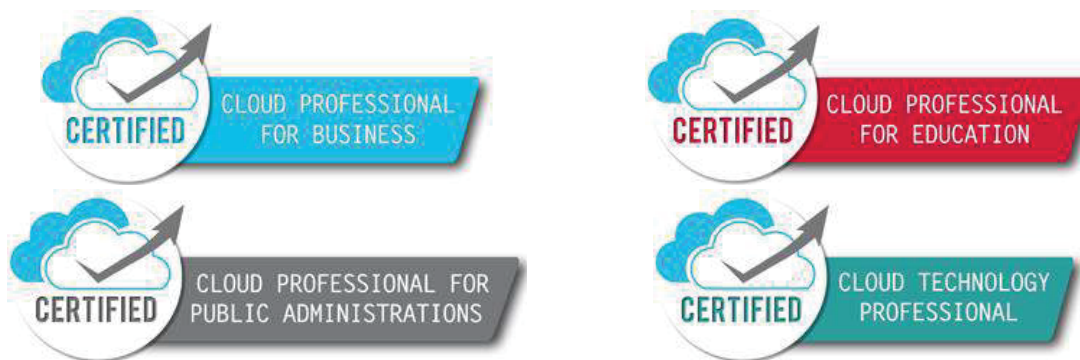 CERTIFIED
CLOUD PROFESSIONAL
FOR BUSINESS
CERTIFIED
CLOUD PROFESSIONAL
FOR EDUCATION
CERTIFIED
CLOUD PROFESSIONAL FOR
PUBLIC ADMINISTRATIONS
CERTIFIED
CLOUD TECHNOLOGY
PROFESSIONAL